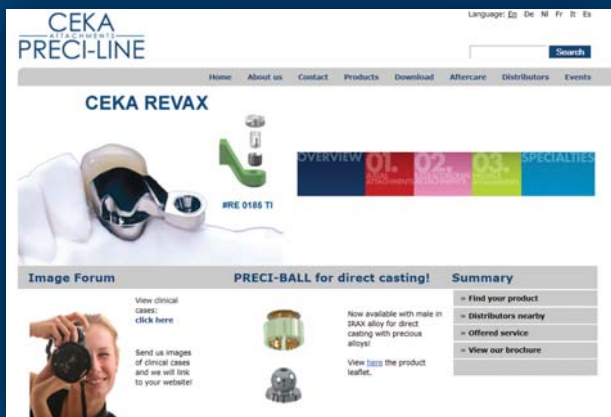 Language: En De Nl Fr It Es
CEKA
ATTACHMENTS
PRECI-LINE
Search
Home About us Contact Products Download Aftercare Distributors Events
CEKA REVAX
#RE 0185 TI
OVERVIEW
01.
AXIAL
ATTACHMENTS
02.
ATTACHMENTS
03.
ATTACHMENTS
SPECIALTIES
Image Forum
View clinical
cases:
click here
Send us images
of clinical cases
and we will link
to your website!
PRECI-BALL for direct casting!
Now available with male in
IRAX alloy for direct
casting with precious
alloys!
View here the product
leaflet.
Summary
» Find your product
» Distributors nearby
» Offered service
» View our brochure